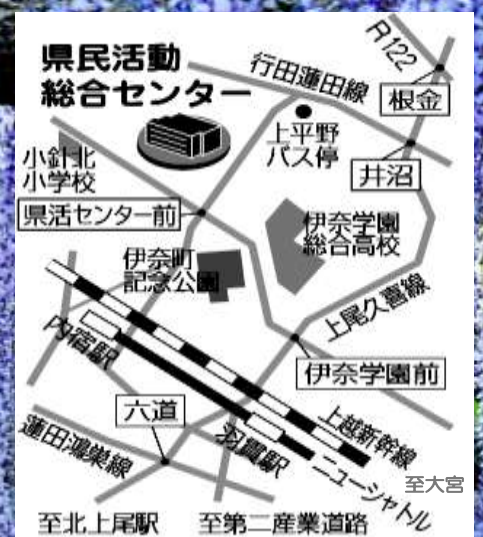 県民活動
総合センター
行田蓮田線
R122
根金
上平野
バス停
井沼
小針北
小学校
県活センター前
伊奈学園
総合高校
伊奈町
記念公園
上尾久喜線
内宿駅
伊奈学園前
六道
羽貫駅
上越新幹線
蓮田鴻巣線
ニューシャトル
至大宮
至北上尾駅
至第二産業道路